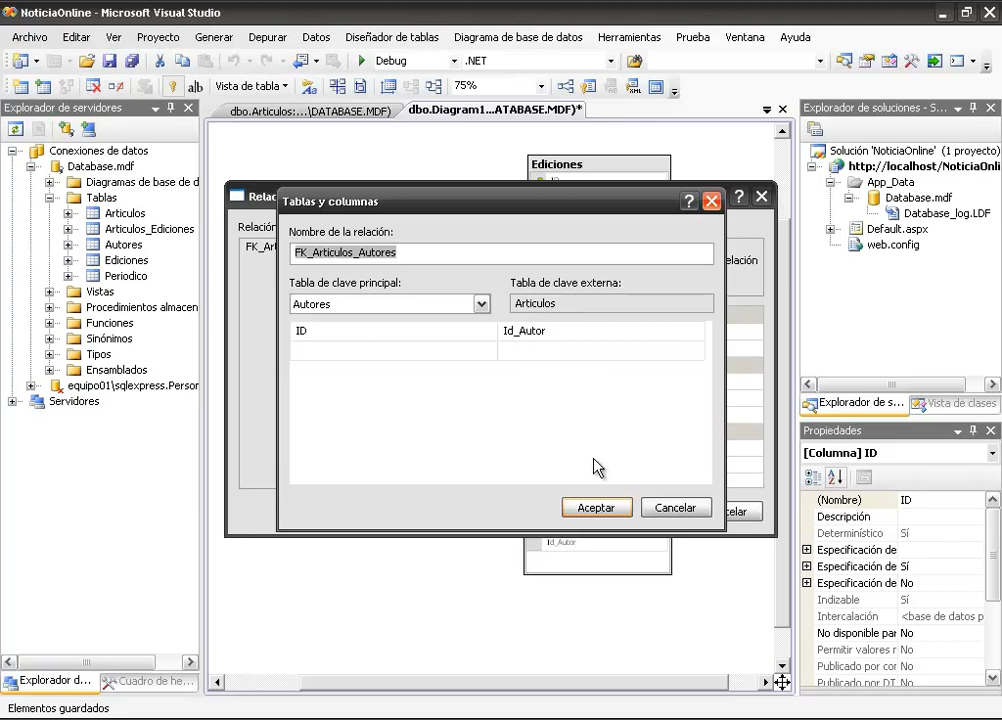 NoticiaOnline - Microsoft Visual Studio
Archivo Editar Ver Proyecto Generar Depurar Datos Diseñador de tablas Diagrama de base de datos Herramientas Prueba Ventana Ayuda
Debug .NET
ab Vista de tabla 75%
Explorador de servidores
Conexiones de datos
Database.mdf
Diagramas de base de d
Tablas
Articulos
Articulos_Ediciones
Autores
Ediciones
Periodico
Vistas
Procedimientos almacen
Funciones
Sinónimos
Tipos
Ensamblados
equipo01\sqlexpress.Person
Servidores
Explorador d...
Cuadro de he...
dbo.Articulos:...\DATABASE.MDF)
dbo.Diagram1...ATABASE.MDF)*
Ediciones
Relac
Relación
FK_Art
elación
Tablas y columnas
Nombre de la relación:
FK_Articulos_Autores
Tabla de clave principal:
Tabla de clave externa:
Autores
Articulos
ID
Id_Autor
Aceptar
Cancelar
elar
Id_Autor
Explorador de soluciones - S...
Solución 'NoticiaOnline' (1 proyecto)
http://localhost/NoticiaOnli
App_Data
Database.mdf
Database_log.LDF
Default.aspx
web.config
Explorador de s...
Vista de clases
Propiedades
[Columna] ID
(Nombre) ID
Descripción
Determinístico Sí
Especificación de
Especificación de Sí
Especificación de No
Indizable Sí
Intercalación <base de datos p
No disponible par No
Permitir valores n No
Publicado por cor No
Publicado por DT No
Elementos guardados